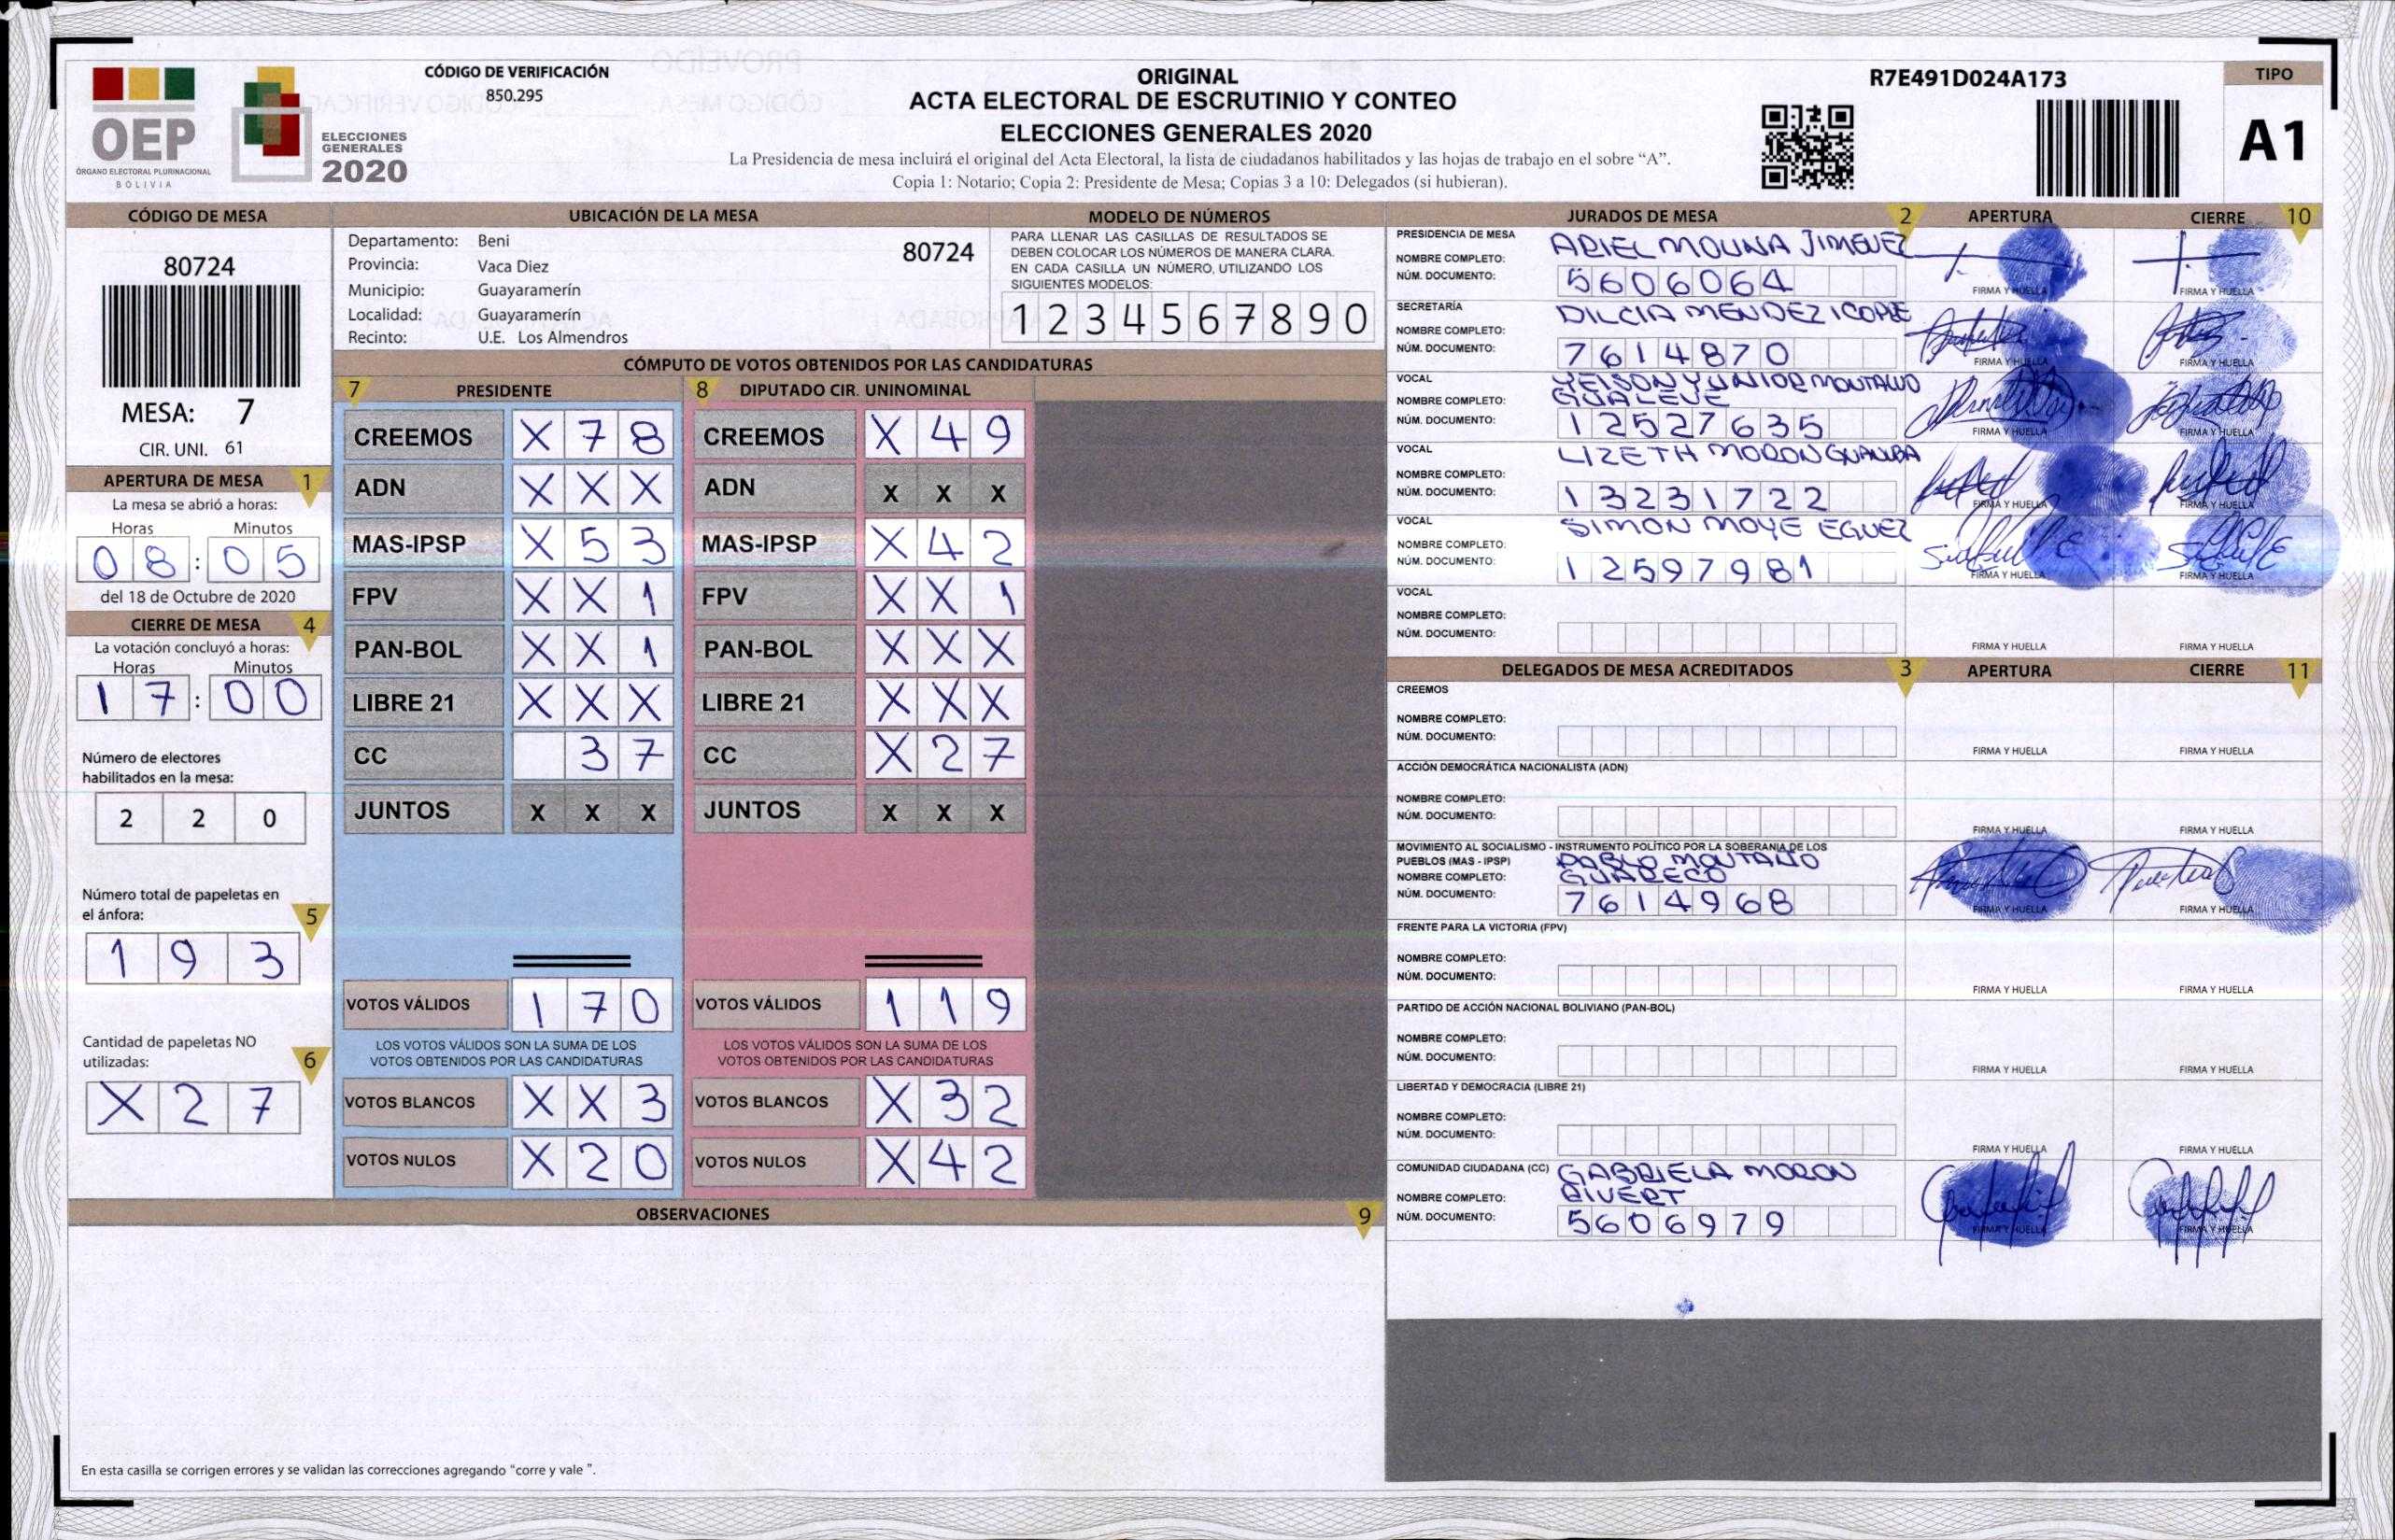 OEP
ÓRGANO ELECTORAL PLURINACIONAL
BOLIVIA
ELECCIONES
GENERALES
2020
CÓDIGO DE VERIFICACIÓN
850.295
ORIGINAL
ACTA ELECTORAL DE ESCRUTINIO Y CONTEO
ELECCIONES GENERALES 2020
La Presidencia de mesa incluirá el original del Acta Electoral, la lista de ciudadanos habilitados y las hojas de trabajo en el sobre “A”.
Copia 1: Notario; Copia 2: Presidente de Mesa; Copias 3 a 10: Delegados (si hubieran).
R7E491D024A173
TIPO
A1
CÓDIGO DE MESA
80724
MESA: 7
CIR. UNI. 61
APERTURA DE MESA 1
La mesa se abrió a horas:
Horas Minutos
08:05
del 18 de Octubre de 2020
CIERRE DE MESA 4
La votación concluyó a horas:
Horas Minutos
17:00
Número de electores
habilitados en la mesa:
2 2 0
Número total de papeletas en
el ánfora: 5
1 9 3
Cantidad de papeletas NO
utilizadas: 6
X 2 7
UBICACIÓN DE LA MESA
Departamento: Beni
80724
Provincia: Vaca Diez
Municipio: Guayaramerín
Localidad: Guayaramerín
Recinto: U.E. Los Almendros
MODELO DE NÚMEROS
PARA LLENAR LAS CASILLAS DE RESULTADOS SE
DEBEN COLOCAR LOS NÚMEROS DE MANERA CLARA.
EN CADA CASILLA UN NÚMERO, UTILIZANDO LOS
SIGUIENTES MODELOS:
1 2 3 4 5 6 7 8 9 0
CÓMPUTO DE VOTOS OBTENIDOS POR LAS CANDIDATURAS
7 PRESIDENTE
CREEMOS X 7 8
ADN X X X
MAS-IPSP X 5 3
FPV X X 1
PAN-BOL X X 1
LIBRE 21 X X X
CC 3 7
JUNTOS X X X
VOTOS VÁLIDOS 1 7 0
LOS VOTOS VÁLIDOS SON LA SUMA DE LOS
VOTOS OBTENIDOS POR LAS CANDIDATURAS
VOTOS BLANCOS X X 3
VOTOS NULOS X 2 0
8 DIPUTADO CIR. UNINOMINAL
CREEMOS X 4 9
ADN X X X
MAS-IPSP X 4 2
FPV X X 1
PAN-BOL X X X
LIBRE 21 X X X
CC X 2 7
JUNTOS X X X
VOTOS VÁLIDOS 1 1 9
LOS VOTOS VÁLIDOS SON LA SUMA DE LOS
VOTOS OBTENIDOS POR LAS CANDIDATURAS
VOTOS BLANCOS X 3 2
VOTOS NULOS X 4 2
OBSERVACIONES 9
En esta casilla se corrigen errores y se validan las correcciones agregando “corre y vale ”.
JURADOS DE MESA 2 APERTURA CIERRE 10
PRESIDENCIA DE MESA
NOMBRE COMPLETO: ARIEL MOLINA JIMENEZ
NÚM. DOCUMENTO: 5606064
FIRMA Y HUELLA FIRMA Y HUELLA
SECRETARÍA
NOMBRE COMPLETO: DILCIA MENDEZ
NÚM. DOCUMENTO: 7614870
FIRMA Y HUELLA FIRMA Y HUELLA
VOCAL
NOMBRE COMPLETO: YEISON YUNIOR
NÚM. DOCUMENTO: 12527635
FIRMA Y HUELLA FIRMA Y HUELLA
VOCAL
NOMBRE COMPLETO: LIZETH MORON
NÚM. DOCUMENTO: 13231722
FIRMA Y HUELLA FIRMA Y HUELLA
VOCAL
NOMBRE COMPLETO: SIMON MOYE EGUEZ
NÚM. DOCUMENTO: 12597981
FIRMA Y HUELLA FIRMA Y HUELLA
VOCAL
NOMBRE COMPLETO:
NÚM. DOCUMENTO:
FIRMA Y HUELLA FIRMA Y HUELLA
DELEGADOS DE MESA ACREDITADOS 3 APERTURA CIERRE 11
CREEMOS
NOMBRE COMPLETO:
NÚM. DOCUMENTO:
FIRMA Y HUELLA FIRMA Y HUELLA
ACCIÓN DEMOCRÁTICA NACIONALISTA (ADN)
NOMBRE COMPLETO:
NÚM. DOCUMENTO:
FIRMA Y HUELLA FIRMA Y HUELLA
MOVIMIENTO AL SOCIALISMO - INSTRUMENTO POLÍTICO POR LA SOBERANÍA DE LOS
PUEBLOS (MAS - IPSP) PABLO
NOMBRE COMPLETO: GUARECO
NÚM. DOCUMENTO: 7614968
FIRMA Y HUELLA FIRMA Y HUELLA
FRENTE PARA LA VICTORIA (FPV)
NOMBRE COMPLETO:
NÚM. DOCUMENTO:
FIRMA Y HUELLA FIRMA Y HUELLA
PARTIDO DE ACCIÓN NACIONAL BOLIVIANO (PAN-BOL)
NOMBRE COMPLETO:
NÚM. DOCUMENTO:
FIRMA Y HUELLA FIRMA Y HUELLA
LIBERTAD Y DEMOCRACIA (LIBRE 21)
NOMBRE COMPLETO:
NÚM. DOCUMENTO:
FIRMA Y HUELLA FIRMA Y HUELLA
COMUNIDAD CIUDADANA (CC) GABRIELA MORON
NOMBRE COMPLETO: RIVERT
NÚM. DOCUMENTO: 5606979
FIRMA Y HUELLA FIRMA Y HUELLA